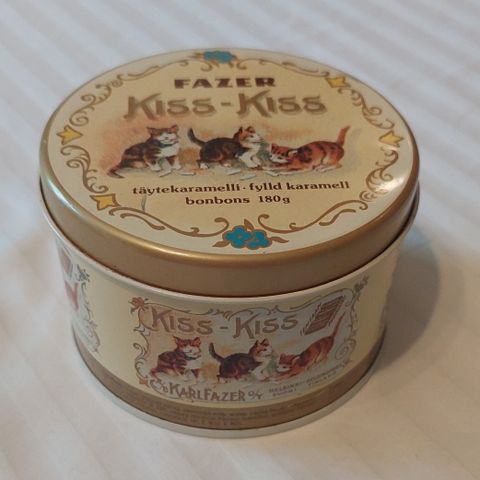 FAZER
KISS-KISS
täytekaramelli · fylld karamell
bonbons 180g
KISS-KISS
KARL FAZER O/Y